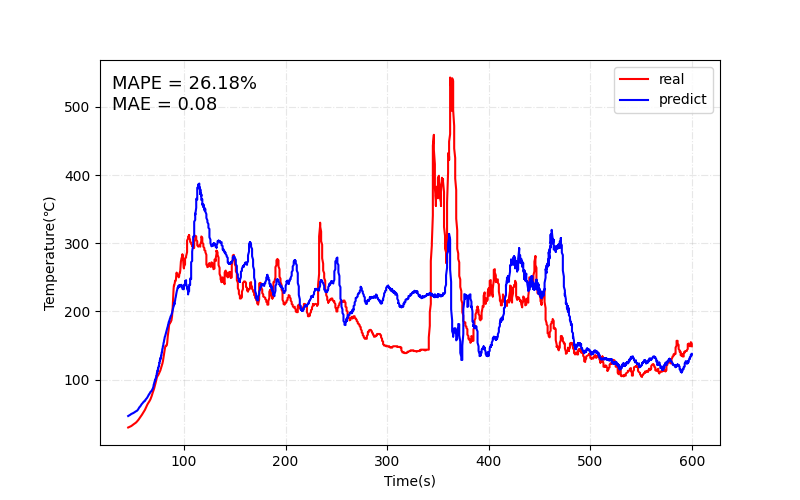 MAPE = 26.18%
MAE = 0.08
real
predict
Temperature(℃)
500
400
300
200
100
100 200 300 400 500 600
Time(s)